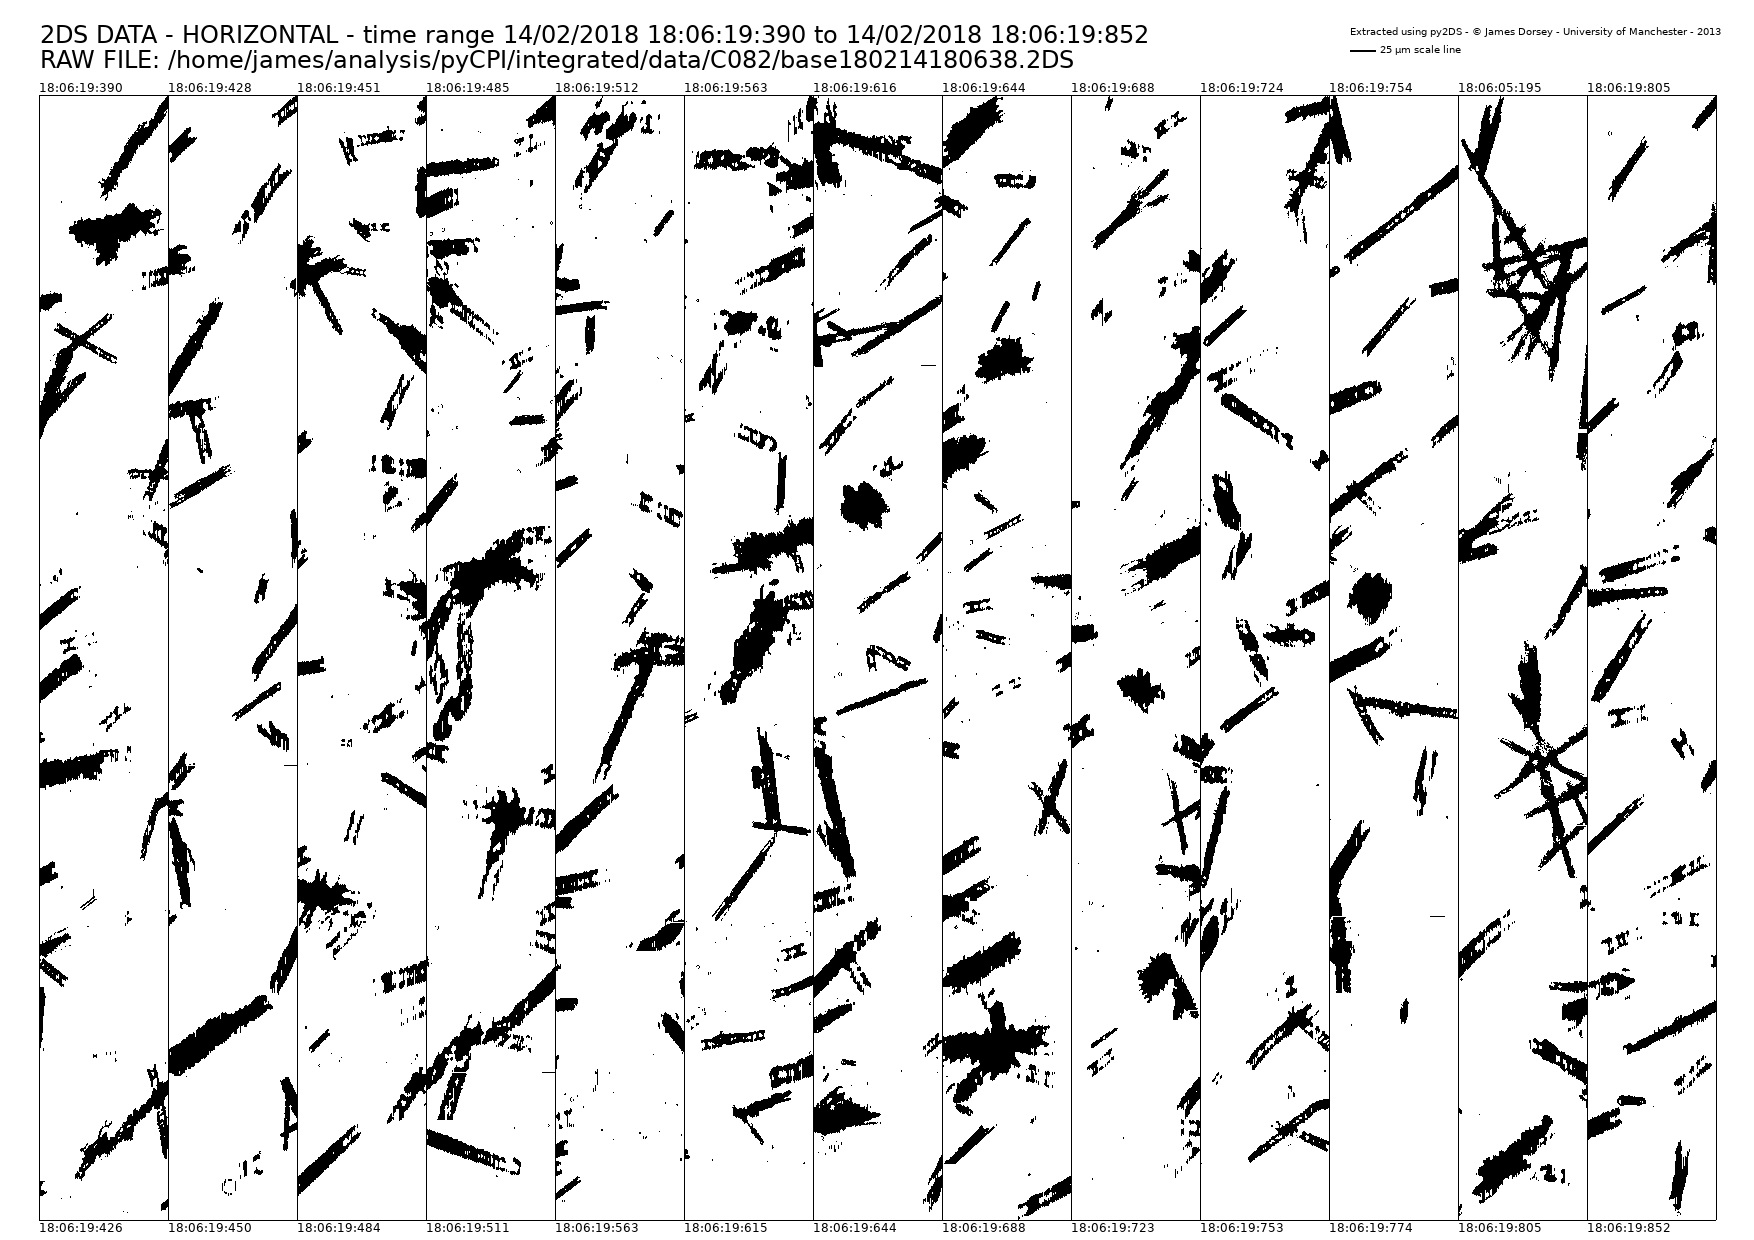 2DS DATA - HORIZONTAL - time range 14/02/2018 18:06:19:390 to 14/02/2018 18:06:19:852
RAW FILE: /home/james/analysis/pyCPI/integrated/data/C082/base180214180638.2DS
Extracted using py2DS - © James Dorsey - University of Manchester - 2013
25 µm scale line
18:06:19:390 18:06:19:428 18:06:19:451 18:06:19:485 18:06:19:512 18:06:19:563 18:06:19:616 18:06:19:644 18:06:19:688 18:06:19:724 18:06:19:754 18:06:05:195 18:06:19:805
18:06:19:426 18:06:19:450 18:06:19:484 18:06:19:511 18:06:19:563 18:06:19:615 18:06:19:644 18:06:19:688 18:06:19:723 18:06:19:753 18:06:19:774 18:06:19:805 18:06:19:852